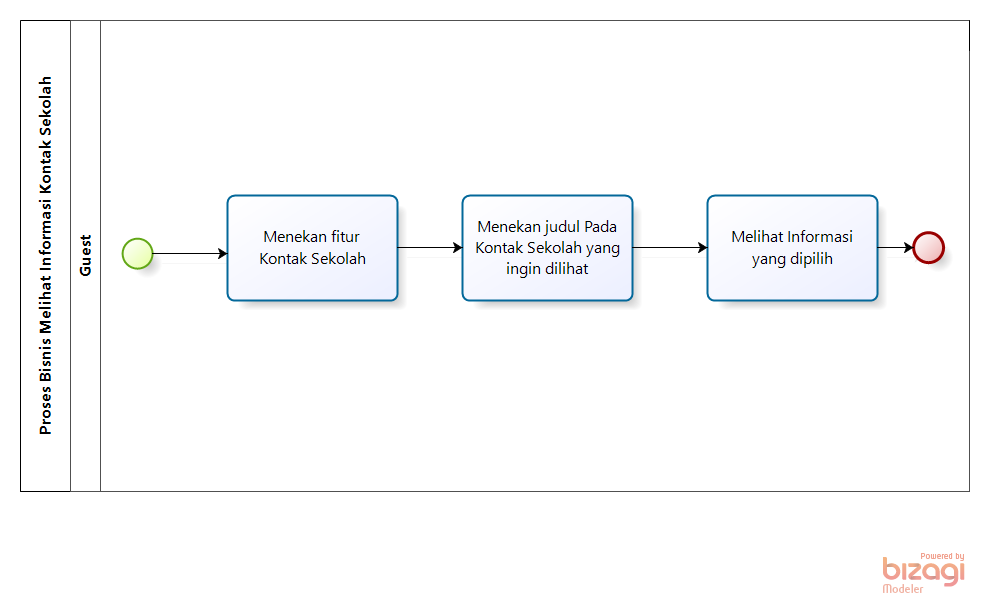 Proses Bisnis Melihat Informasi Kontak Sekolah
Guest
Menekan fitur
Kontak Sekolah
Menekan judul Pada
Kontak Sekolah yang
ingin dilihat
Melihat Informasi
yang dipilih
Powered by
bizagi
Modeler